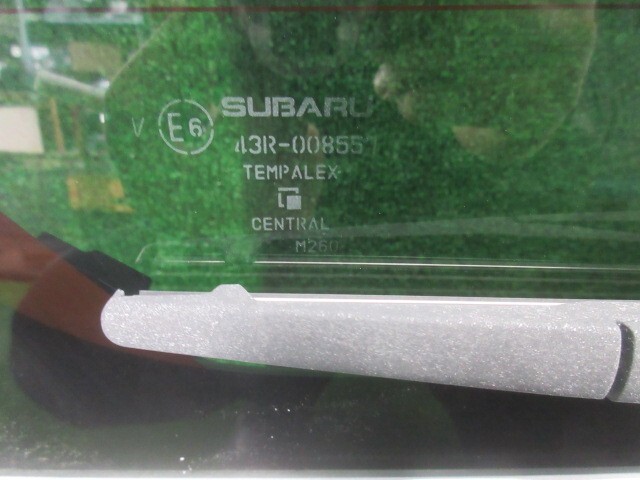 SUBARU
V E6 43R-008557
TEMPALEX
CENTRAL
M260